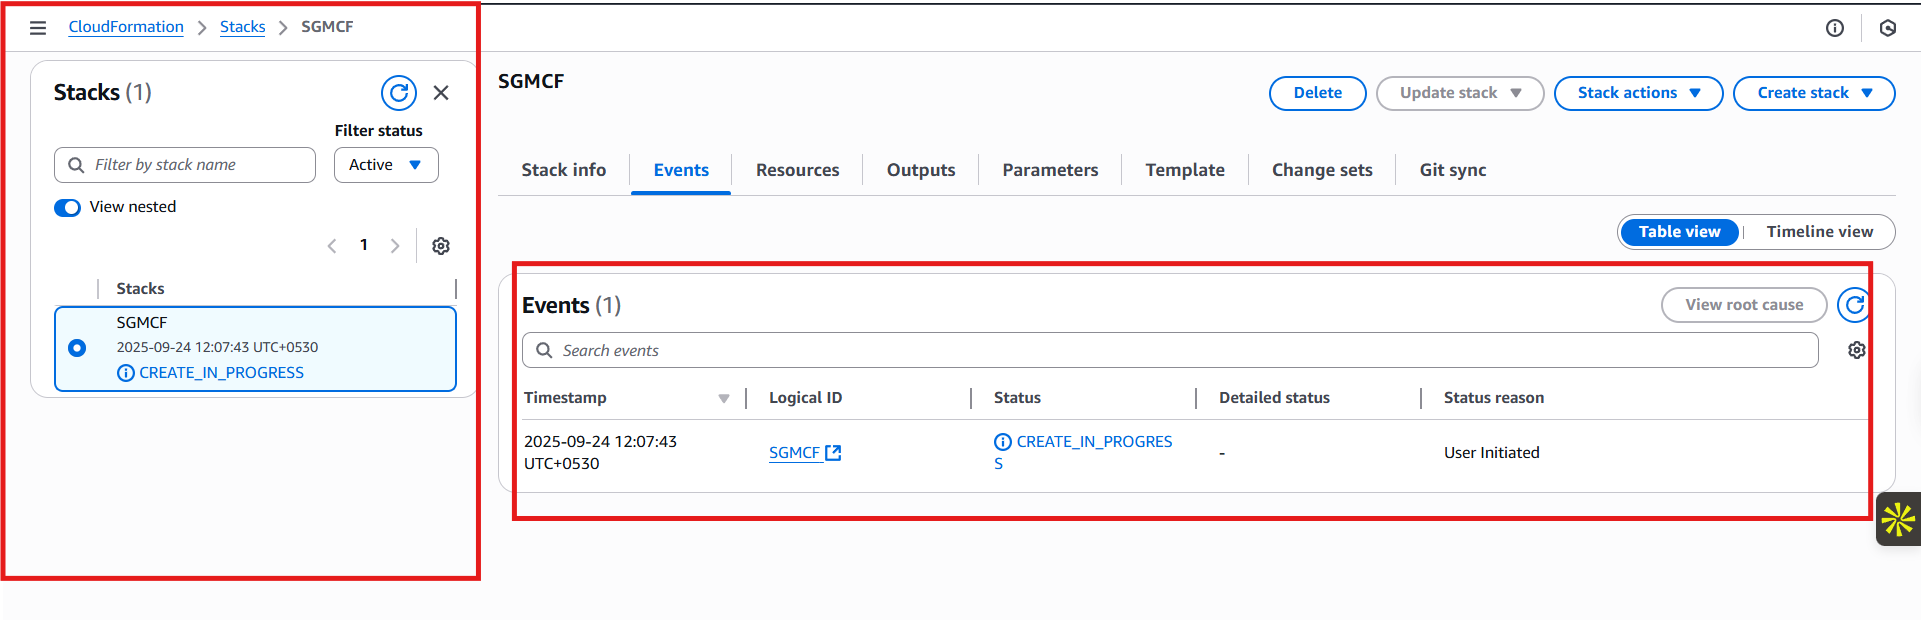 CloudFormation > Stacks > SGMCF
Stacks (1)
Filter status
Filter by stack name
Active
View nested
1
Stacks
SGMCF
2025-09-24 12:07:43 UTC+0530
CREATE_IN_PROGRESS
SGMCF
Delete
Update stack
Stack actions
Create stack
Stack info
Events
Resources
Outputs
Parameters
Template
Change sets
Git sync
Table view
Timeline view
Events (1)
View root cause
Search events
Timestamp
Logical ID
Status
Detailed status
Status reason
2025-09-24 12:07:43
UTC+0530
SGMCF
CREATE_IN_PROGRES
S
-
User Initiated